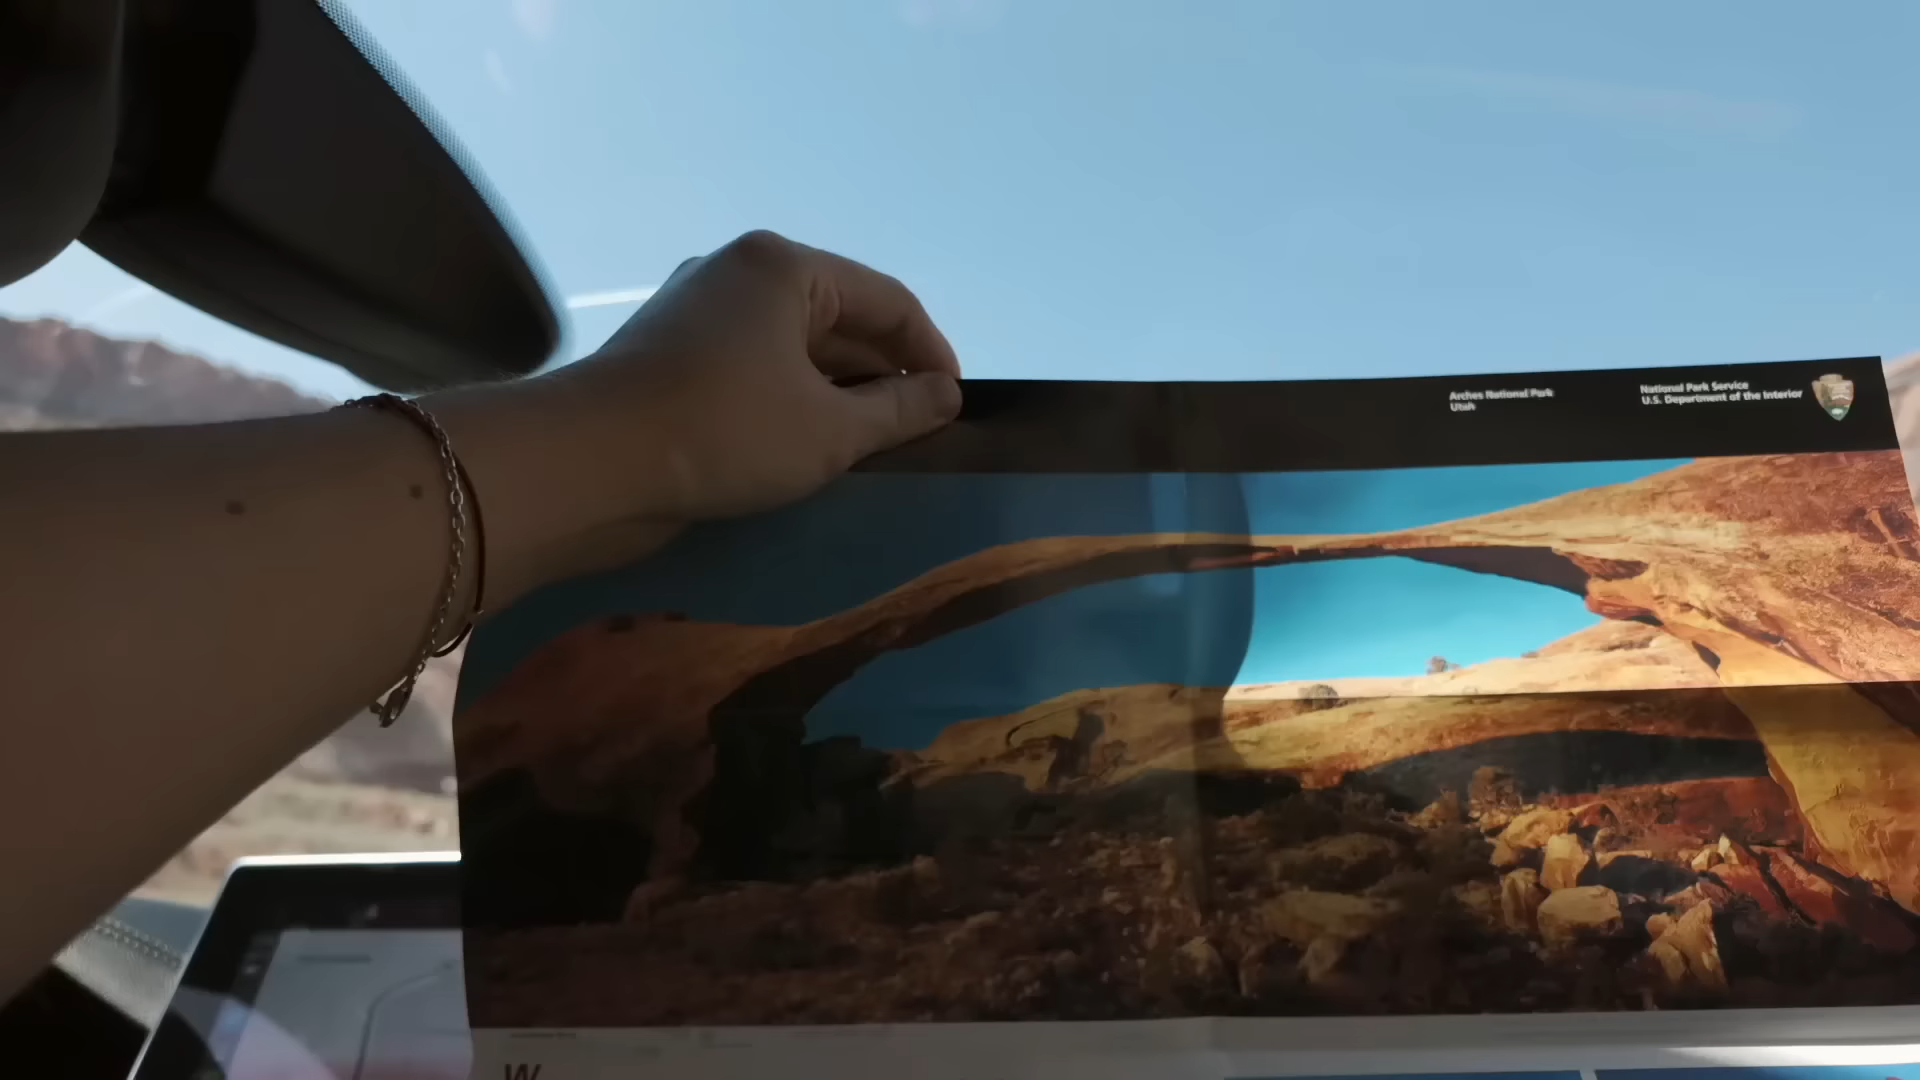 Arches National Park
Utah
National Park Service
U.S. Department of the Interior
W